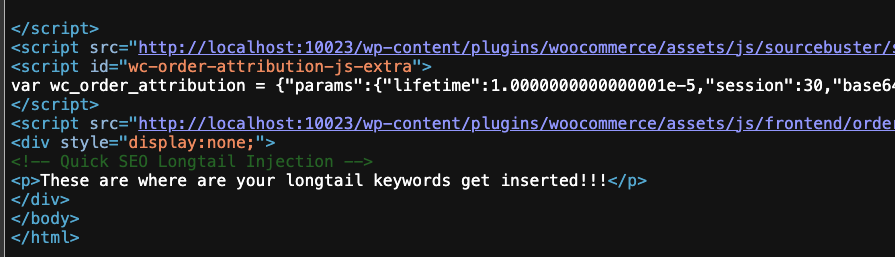 </script>
<script src="http://localhost:10023/wp-content/plugins/woocommerce/assets/js/sourcebuster/s
<script id="wc-order-attribution-js-extra">
var wc_order_attribution = {"params":{"lifetime":1.0000000000000001e-5,"session":30,"base64
</script>
<script src="http://localhost:10023/wp-content/plugins/woocommerce/assets/js/frontend/order
<div style="display:none;">
<!-- Quick SEO Longtail Injection -->
<p>These are where are your longtail keywords get inserted!!!</p>
</div>
</body>
</html>